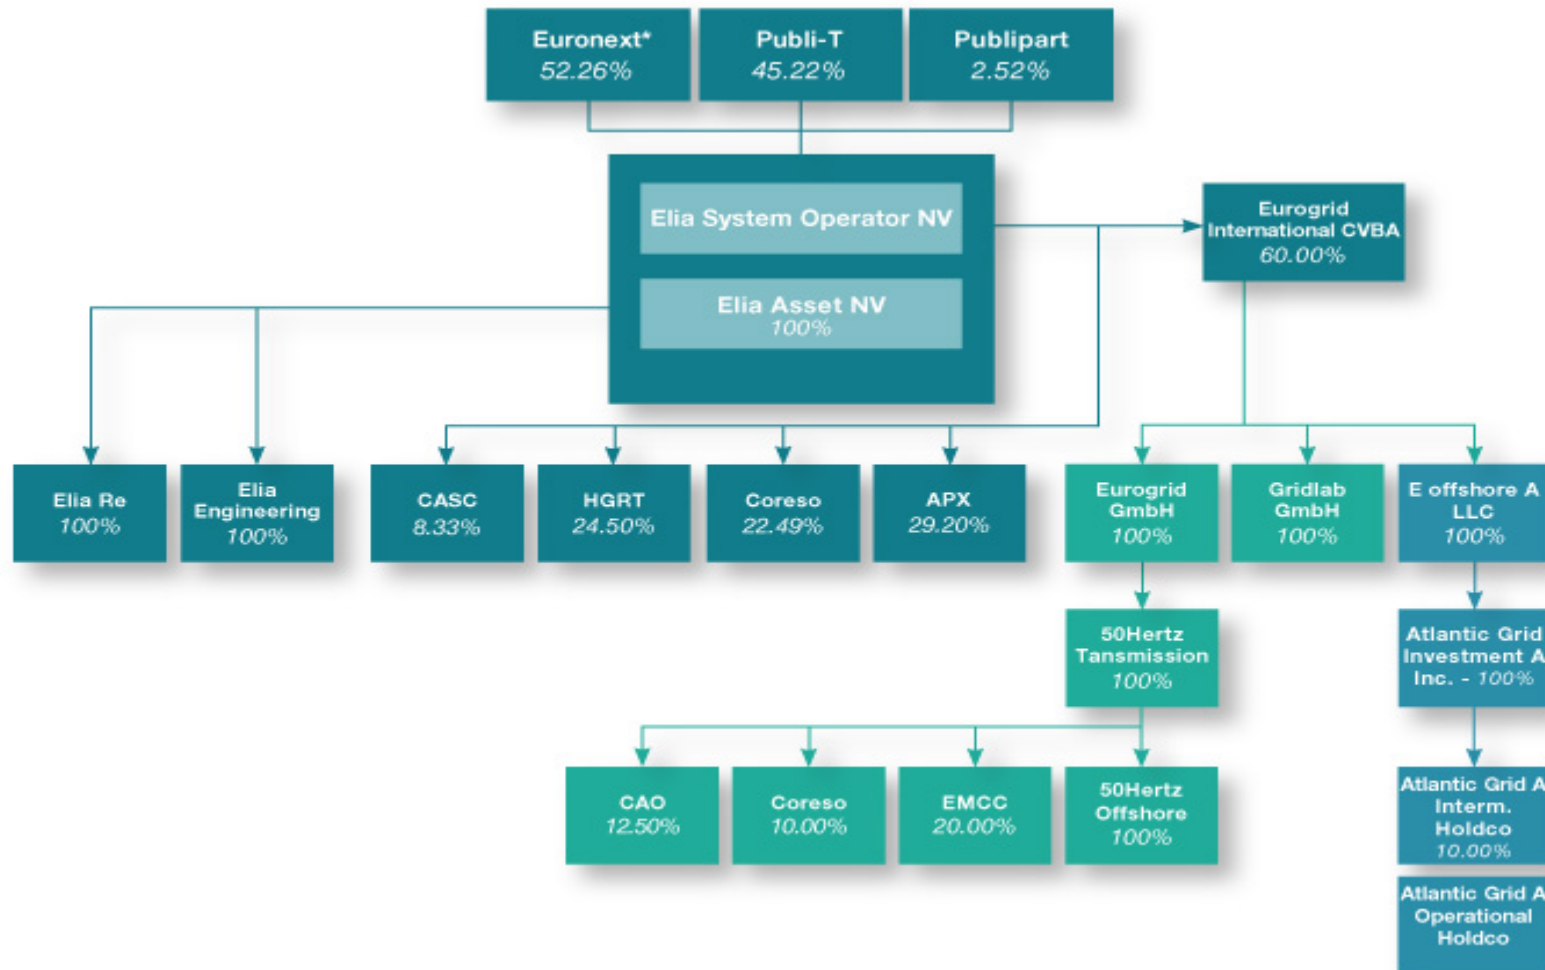 Euronext*
52.26%
Publi-T
45.22%
Publipart
2.52%
Elia System Operator NV
Elia Asset NV
100%
Eurogrid
International CVBA
60.00%
Elia Re
100%
Elia
Engineering
100%
CASC
8.33%
HGRT
24.50%
Coreso
22.49%
APX
29.20%
Eurogrid
GmbH
100%
Gridlab
GmbH
100%
E offshore A
LLC
100%
50Hertz
Tansmission
100%
Atlantic Grid
Investment A
Inc. - 100%
CAO
12.50%
Coreso
10.00%
EMCC
20.00%
50Hertz
Offshore
100%
Atlantic Grid A
Interm.
Holdco
10.00%
Atlantic Grid A
Operational
Holdco